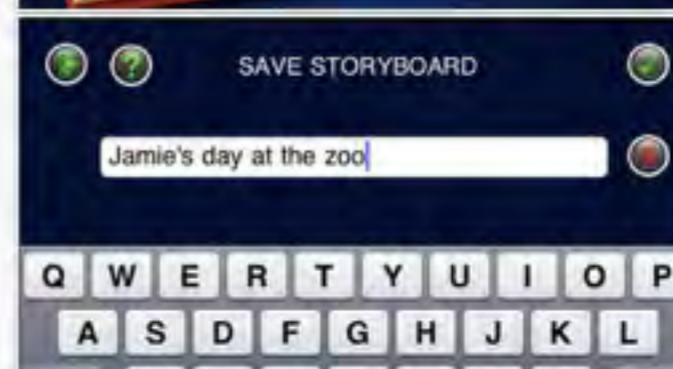 ?
SAVE STORYBOARD
Jamie's day at the zoo
Q W E R T Y U I O P
A S D F G H J K L